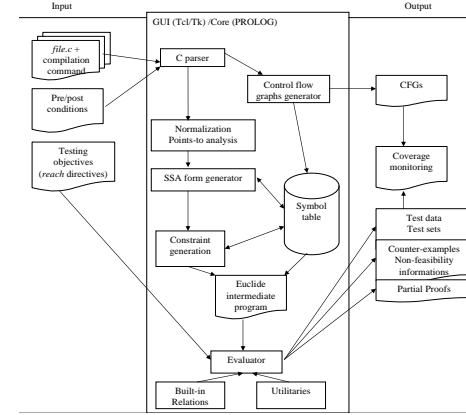 Input
Output
GUI (Tcl/Tk) /Core (PROLOG)
file.c +
compilation
command
C parser
Control flow
graphs generator
CFGs
Pre/post
conditions
Normalization
Points-to analysis
Testing
objectives
(reach directives)
Coverage
monitoring
SSA form generator
Symbol
table
Test data
Test sets
Constraint
generation
Counter-examples
Non-feasibility
informations
Euclide
intermediate
program
Partial Proofs
Evaluator
Built-in
Relations
Utilitaries